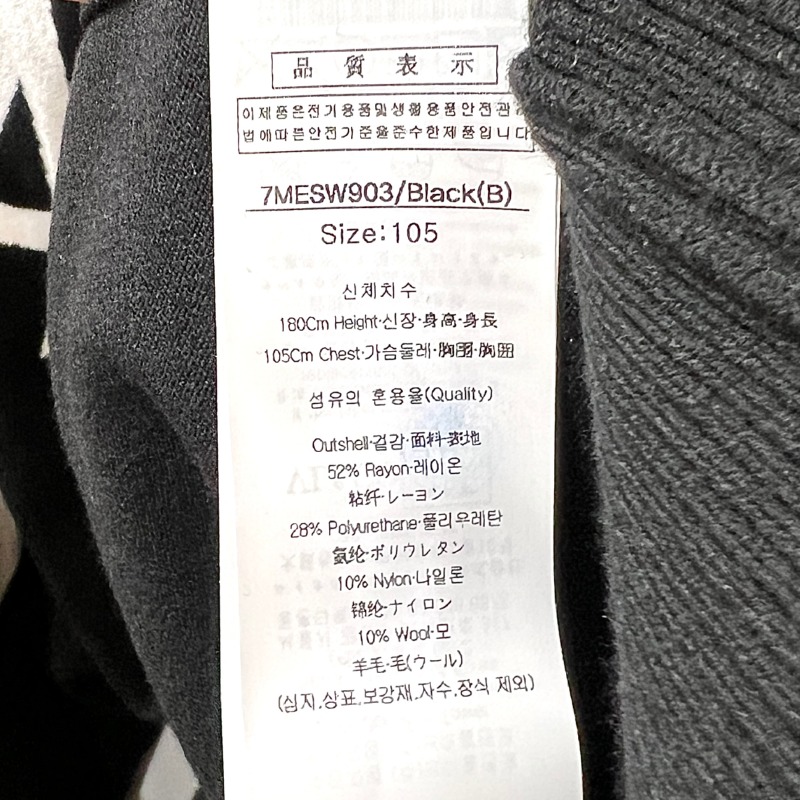 品 質 表 示
이 제품은전기용품및생활용품안전관
법에따른안전기준을준수한제품입니다
7MESW903/Black(B)
Size:105
신체치수
180Cm Height·신장·身高·身長
105Cm Chest·가슴둘레·胸围·胸囲
섬유의 혼용율(Quality)
Outshell·겉감·面料·表地
52% Rayon·레이온
粘纤·レーヨン
28% Polyurethane·폴리우레탄
氨纶·ポリウレタン
10% Nylon·나일론
锦纶·ナイロン
10% Wool·모
羊毛·毛(ウール)
(심지,상표,보강재,자수,장식 제외)